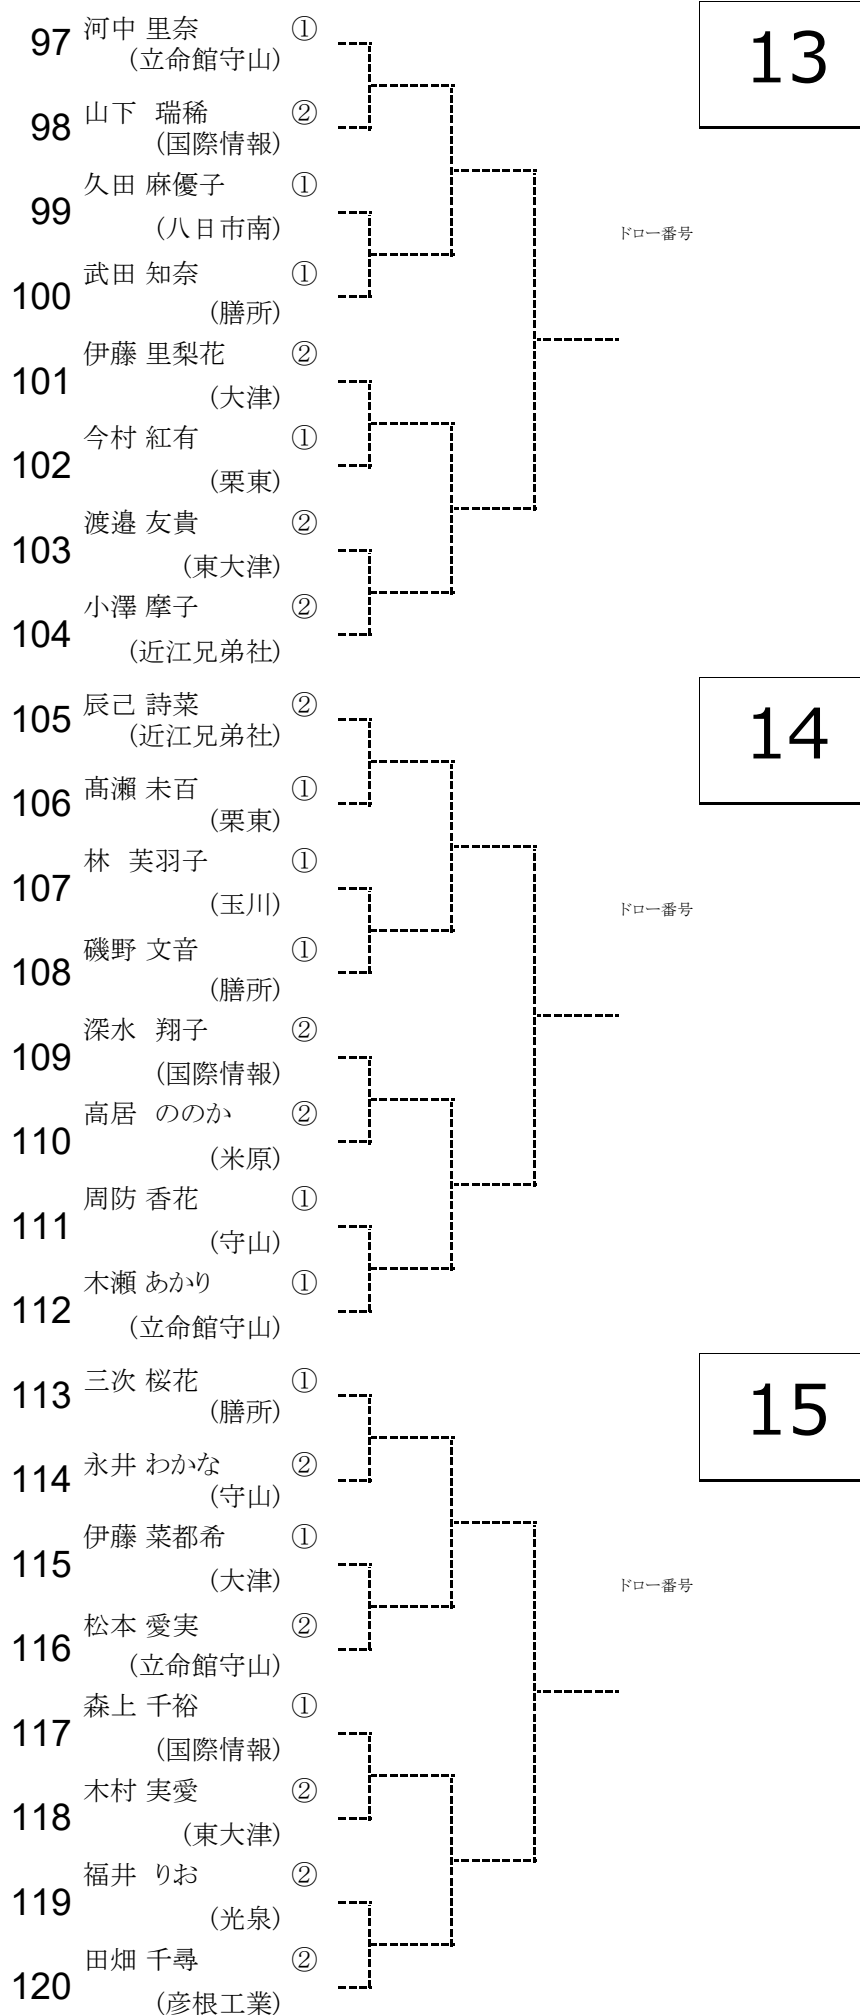 13
97 河中 里奈 ①
(立命館守山)
98 山下 瑞稀 ②
(国際情報)
99 久田 麻優子 ①
(八日市南)
ドロー番号
100 武田 知奈 ①
(膳所)
101 伊藤 里梨花 ②
(大津)
102 今村 紅有 ①
(栗東)
103 渡邉 友貴 ②
(東大津)
104 小澤 摩子 ②
(近江兄弟社)
14
105 辰己 詩菜 ②
(近江兄弟社)
106 髙瀨 未百 ①
(栗東)
107 林 芙羽子 ①
(玉川)
ドロー番号
108 磯野 文音 ①
(膳所)
109 深水 翔子 ②
(国際情報)
110 高居 ののか ②
(米原)
111 周防 香花 ①
(守山)
112 木瀬 あかり ①
(立命館守山)
15
113 三次 桜花 ①
(膳所)
114 永井 わかな ②
(守山)
115 伊藤 菜都希 ①
(大津)
ドロー番号
116 松本 愛実 ②
(立命館守山)
117 森上 千裕 ①
(国際情報)
118 木村 実愛 ②
(東大津)
119 福井 りお ②
(光泉)
120 田畑 千尋 ②
(彦根工業)